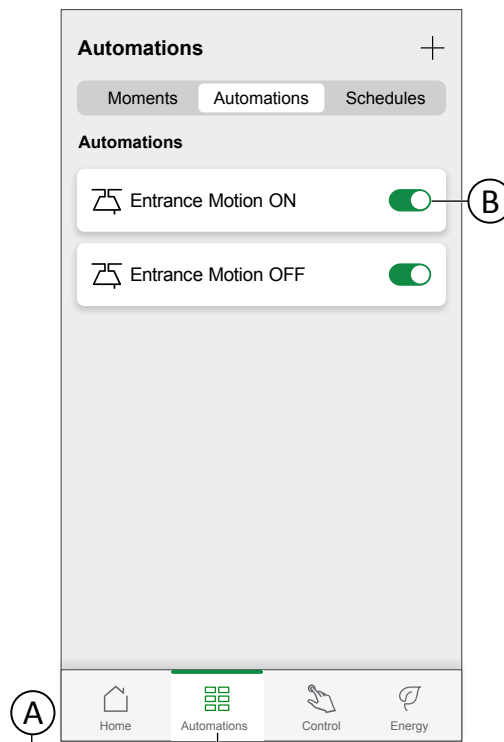 Automations
Moments Automations Schedules
Automations
Entrance Motion ON
B
Entrance Motion OFF
A
Home Automations Control Energy